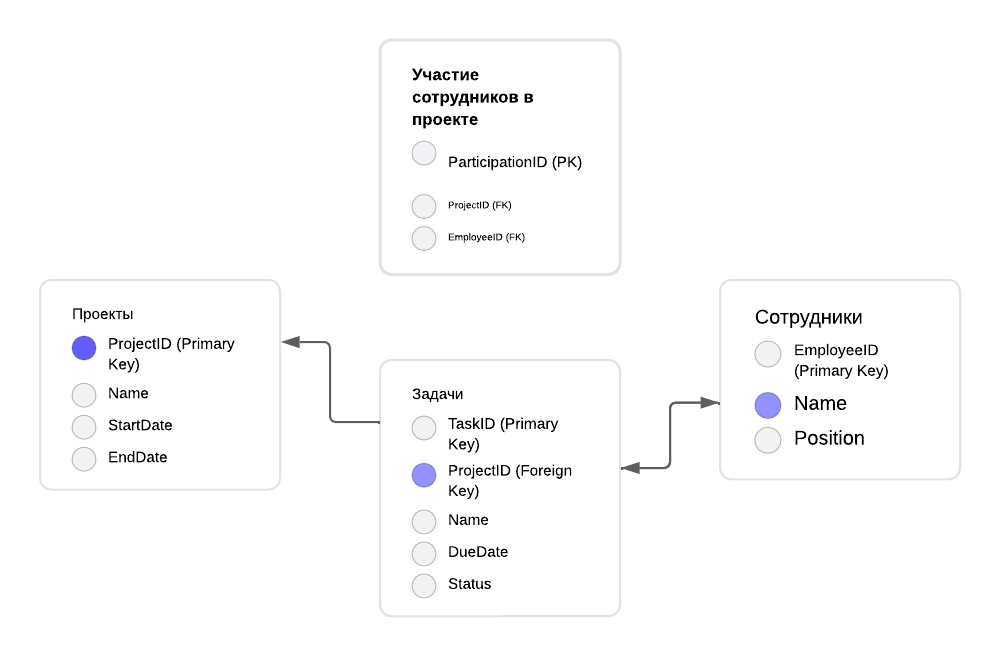 Участие
сотрудников в
проекте
ParticipationID (PK)
ProjectID (FK)
EmployeeID (FK)
Проекты
ProjectID (Primary
Key)
Name
StartDate
EndDate
Задачи
TaskID (Primary
Key)
ProjectID (Foreign
Key)
Name
DueDate
Status
Сотрудники
EmployeeID
(Primary Key)
Name
Position